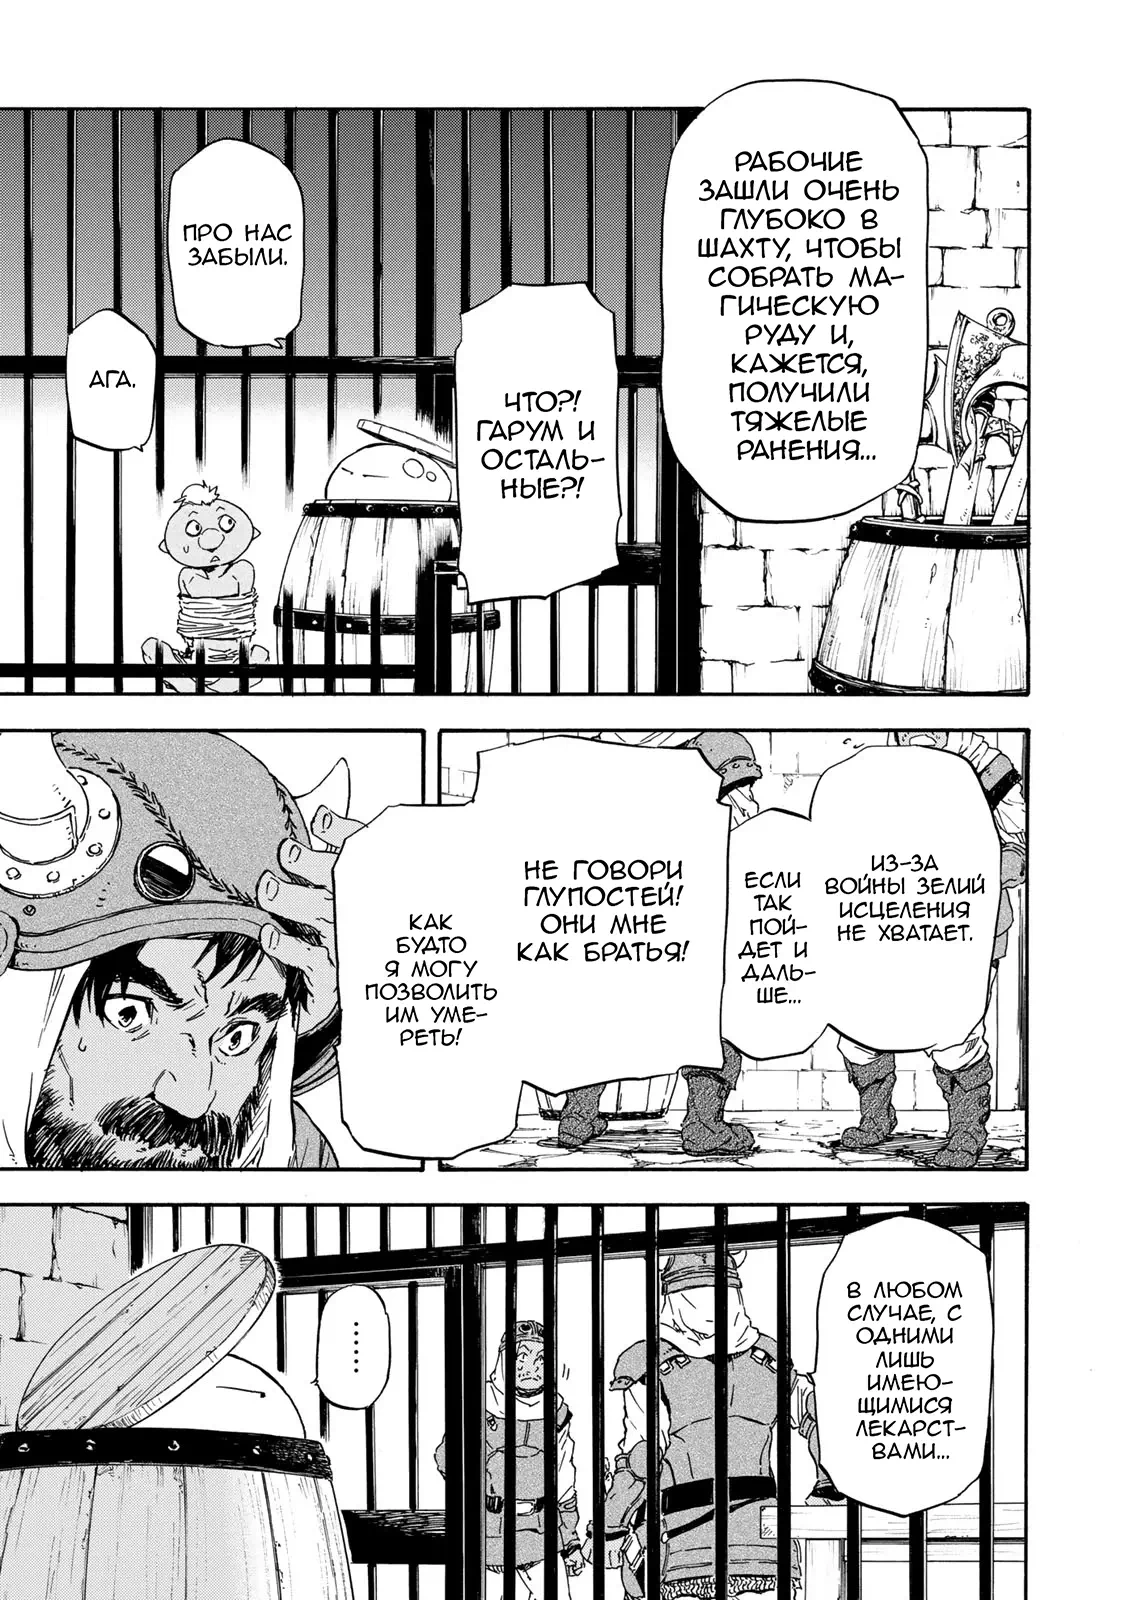 РАБОЧИЕ
ЗАШЛИ ОЧЕНЬ
ГЛУБОКО В
ШАХТУ, ЧТОБЫ
СОБРАТЬ МА-
ГИЧЕСКУЮ
РУДУ И,
КАЖЕТСЯ,
ПОЛУЧИЛИ
ТЯЖЕЛЫЕ
РАНЕНИЯ...
ЧТО?!
ГАРУМ И
ОСТАЛЬ-
НЫЕ?!
ПРО НАС
ЗАБЫЛИ.
АГА.
ИЗ-ЗА
ВОЙНЫ ЗЕЛИЙ
ИСЦЕЛЕНИЯ
НЕ ХВАТАЕТ.
ЕСЛИ
ТАК
ПОЙ-
ДЕТ И
ДАЛЬ-
ШЕ...
НЕ ГОВОРИ
ГЛУПОСТЕЙ!
ОНИ МНЕ
КАК БРАТЬЯ!
КАК
БУДТО
Я МОГУ
ПОЗВОЛИТЬ
ИМ УМЕ-
РЕТЬ!
В ЛЮБОМ
СЛУЧАЕ, С
ОДНИМИ
ЛИШЬ
ИМЕЮ-
ЩИМИСЯ
ЛЕКАРСТ-
ВАМИ...
......